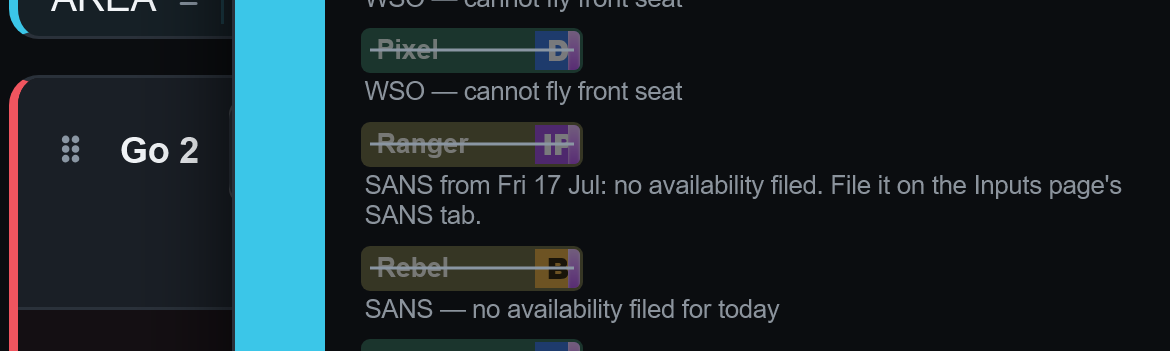 AREA –
WSO — cannot fly front seat
Pixel D
WSO — cannot fly front seat
Go 2
Ranger IP
SANS from Fri 17 Jul: no availability filed. File it on the Inputs page's
SANS tab.
Rebel B
SANS — no availability filed for today